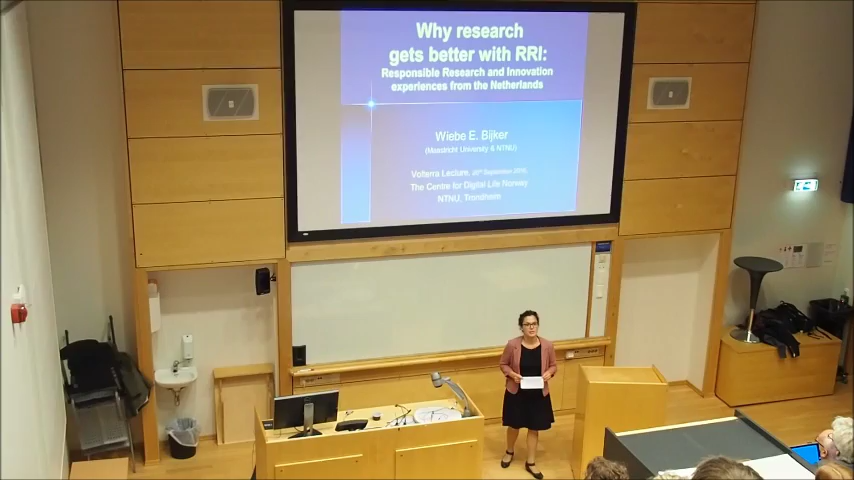 Why research
gets better with RRI:
Responsible Research and Innovation
experiences from the Netherlands
Wiebe E. Bijker
(Maastricht University & NTNU)
Volterra Lecture, September
The Centre for Digital Life Norway
NTNU, Trondheim